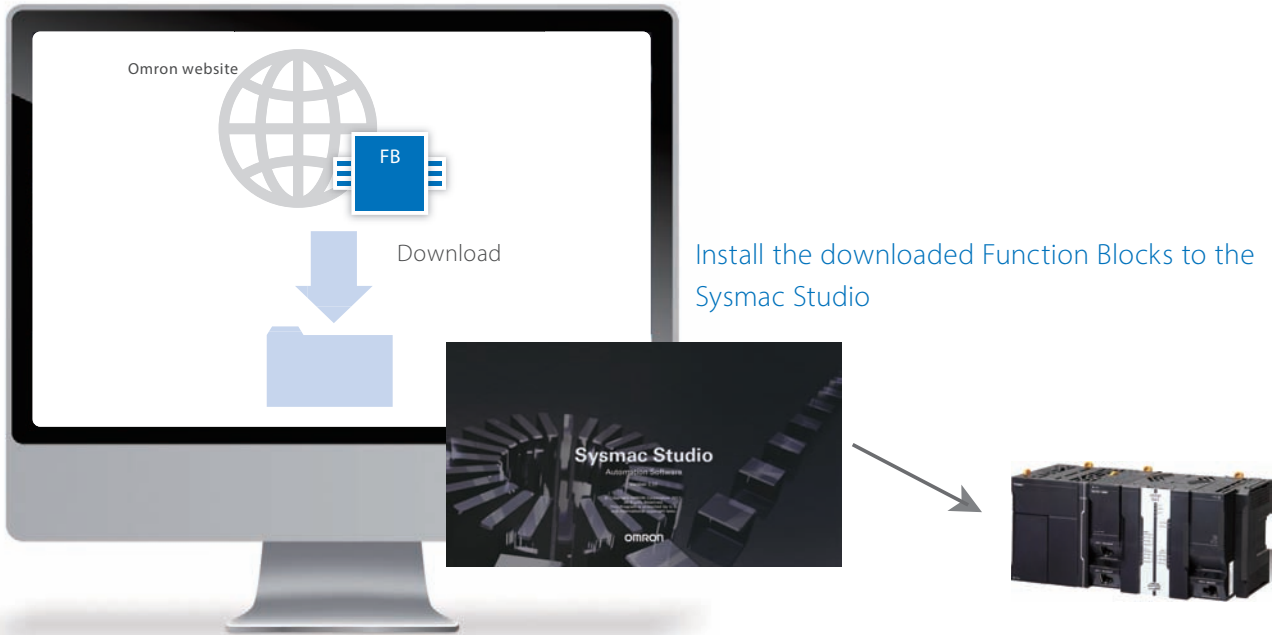 Omron website
FB
Download
Install the downloaded Function Blocks to the
Sysmac Studio
Sysmac Studio
Automation Software
OMRON